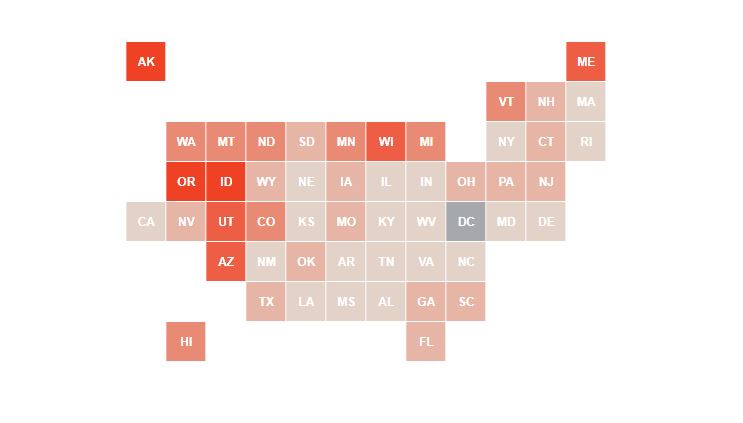 AK ME
VT NH MA
WA MT ND SD MN WI MI NY CT RI
OR ID WY NE IA IL IN OH PA NJ
CA NV UT CO KS MO KY WV DC MD DE
AZ NM OK AR TN VA NC
TX LA MS AL GA SC
HI FL